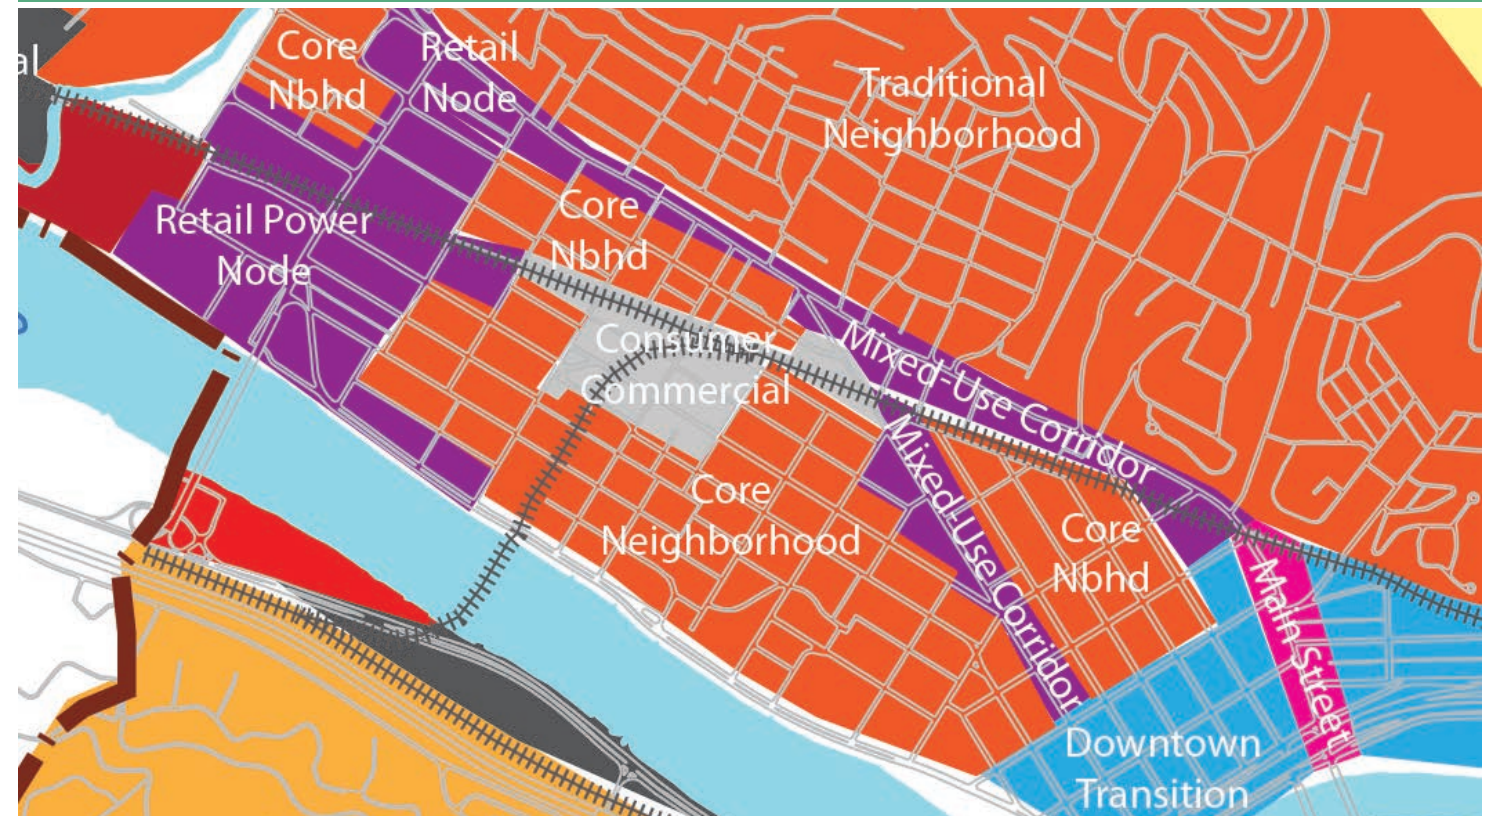 al
Core
Nbhd
Retail
Node
Traditional
Neighborhood
Retail Power
Node
Core
Nbhd
Consumer
Commercial
Mixed-Use Corridor
Mixed-Use Corridor
Core
Neighborhood
Core
Nbhd
Main Street
Downtown
Transition